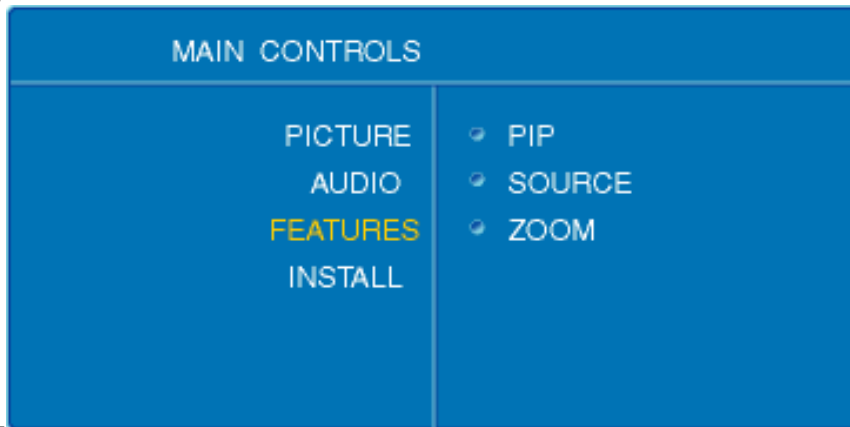 MAIN CONTROLS
PICTURE
AUDIO
FEATURES
INSTALL
PIP
SOURCE
ZOOM